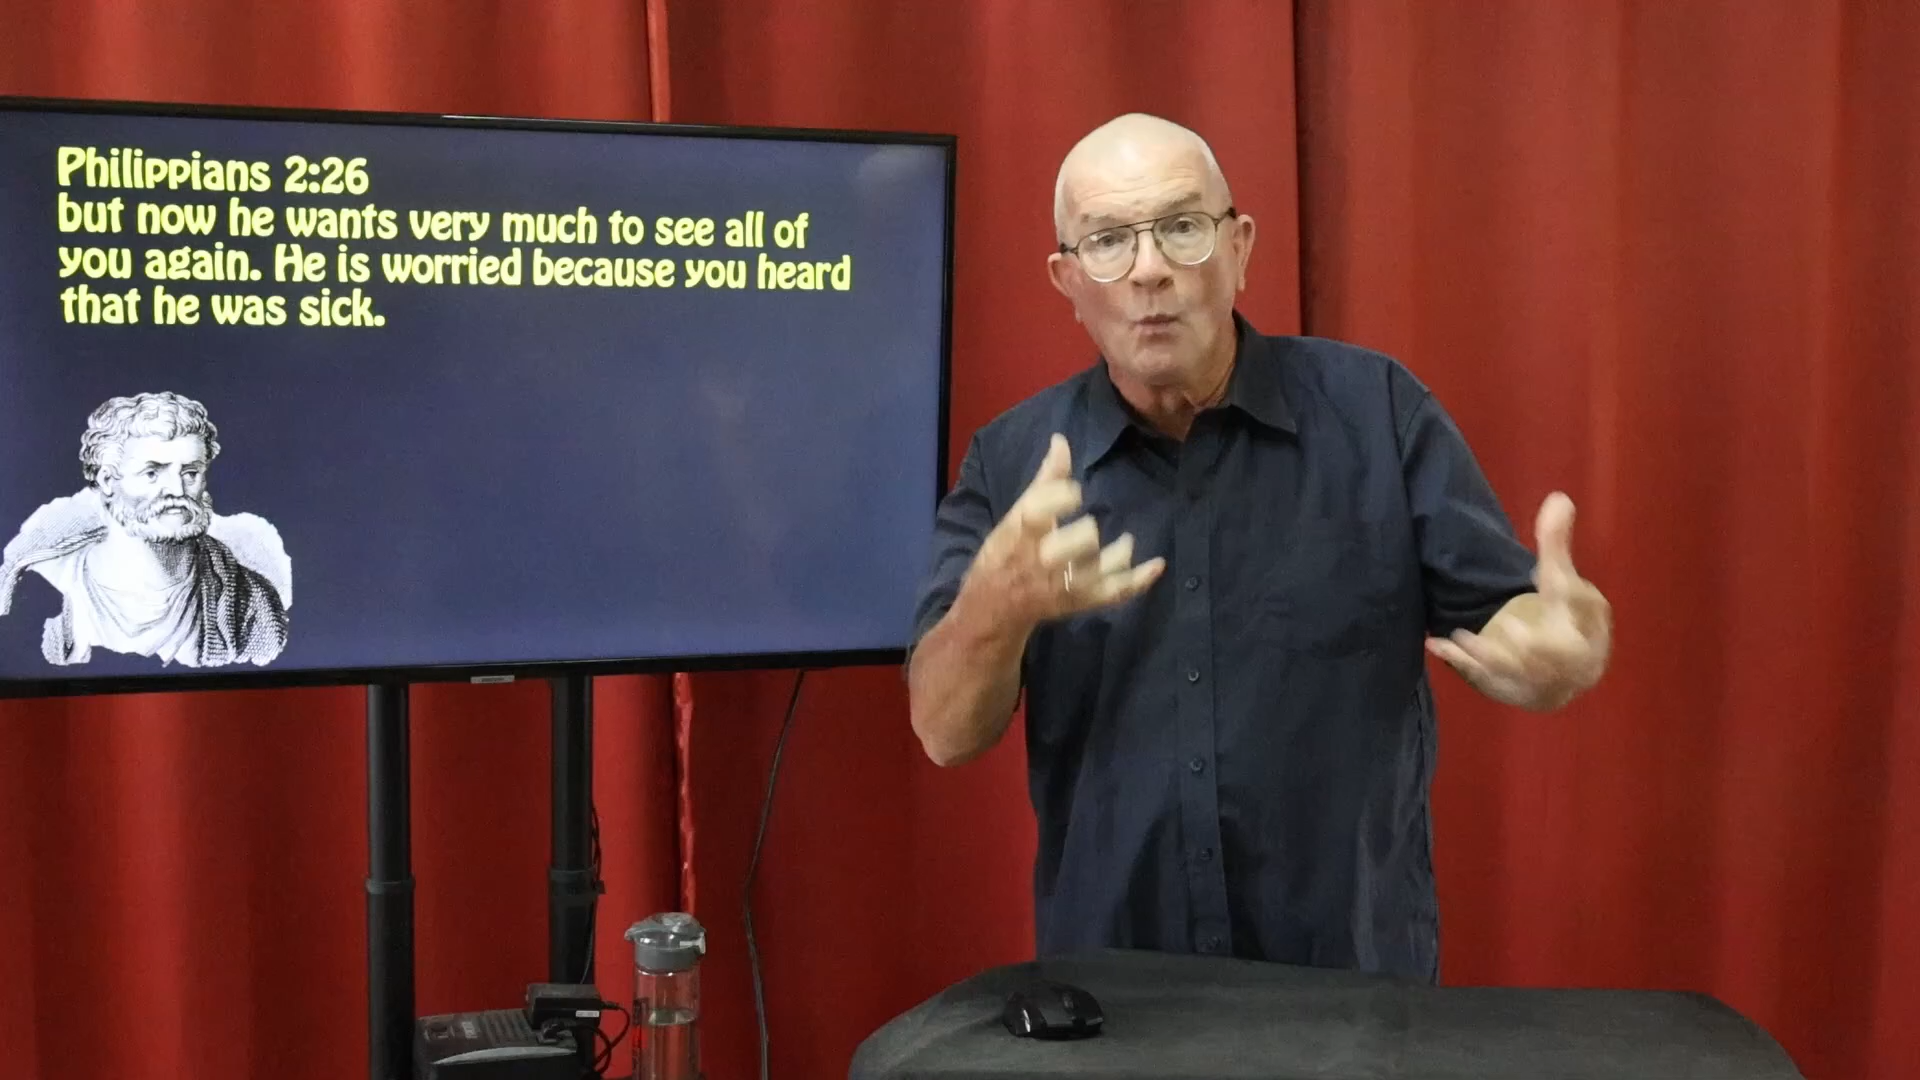 Philippians 2:26
but now he wants very much to see all of
you again. He is worried because you heard
that he was sick.